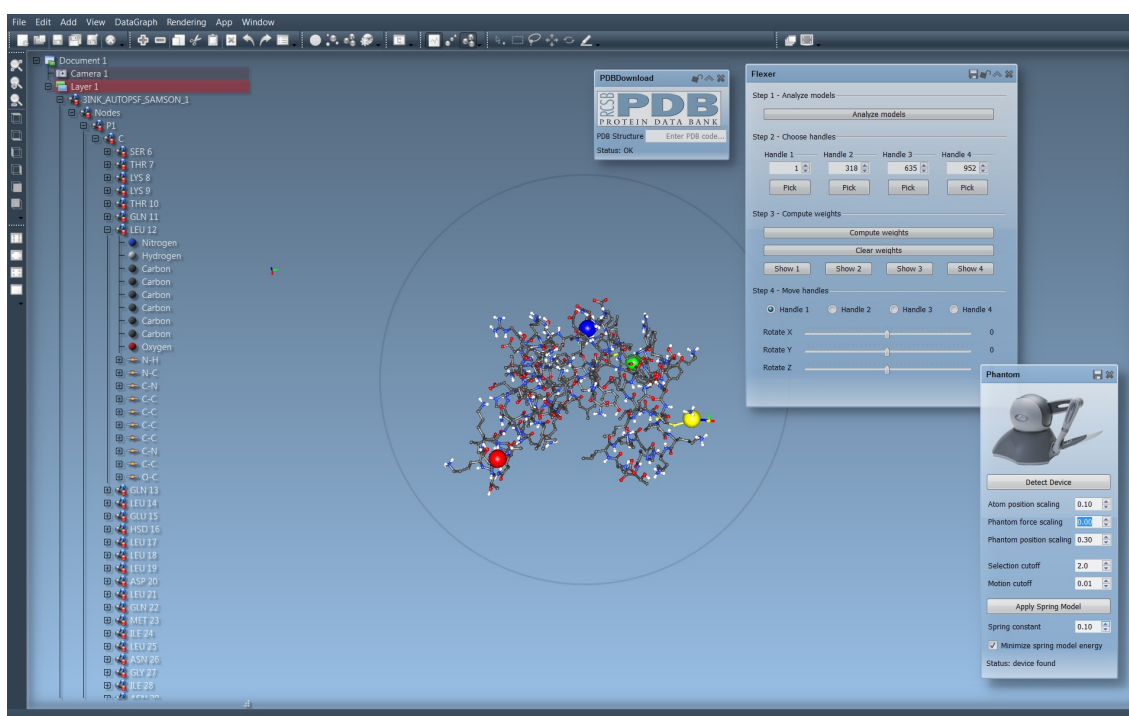 File Edit Add View DataGraph Rendering App Window
Document 1
Camera 1
Layer 1
3INK_AUTOPSF_SAMSON_1
Nodes
P1
C
SER 6
THR 7
LYS 8
LYS 9
THR 10
GLN 11
LEU 12
Nitrogen
Hydrogen
Carbon
Carbon
Carbon
Carbon
Carbon
Carbon
Oxygen
N-H
N-C
C-N
C-C
C-C
C-C
C-C
C-N
C-C
O-C
GLN 13
LEU 14
GLU 15
HSD 16
LEU 17
LEU 18
LEU 19
ASP 20
LEU 21
GLN 22
MET 23
ILE 24
LEU 25
ASN 26
GLY 27
ILE 28
PDBDownload
RCSB
PDB
PROTEIN DATA BANK
PDB Structure Enter PDB code...
Status: OK
Flexer
Step 1 - Analyze models
Analyze models
Step 2 - Choose handles
Handle 1 Handle 2 Handle 3 Handle 4
1 318 635 952
Pick Pick Pick Pick
Step 3 - Compute weights
Compute weights
Clear weights
Show 1 Show 2 Show 3 Show 4
Step 4 - Move handles
Handle 1 Handle 2 Handle 3 Handle 4
Rotate X 0
Rotate Y 0
Rotate Z
Phantom
Detect Device
Atom position scaling 0.10
Phantom force scaling 0.00
Phantom position scaling 0.30
Selection cutoff 2.0
Motion cutoff 0.01
Apply Spring Model
Spring constant 0.10
Minimize spring model energy
Status: device found